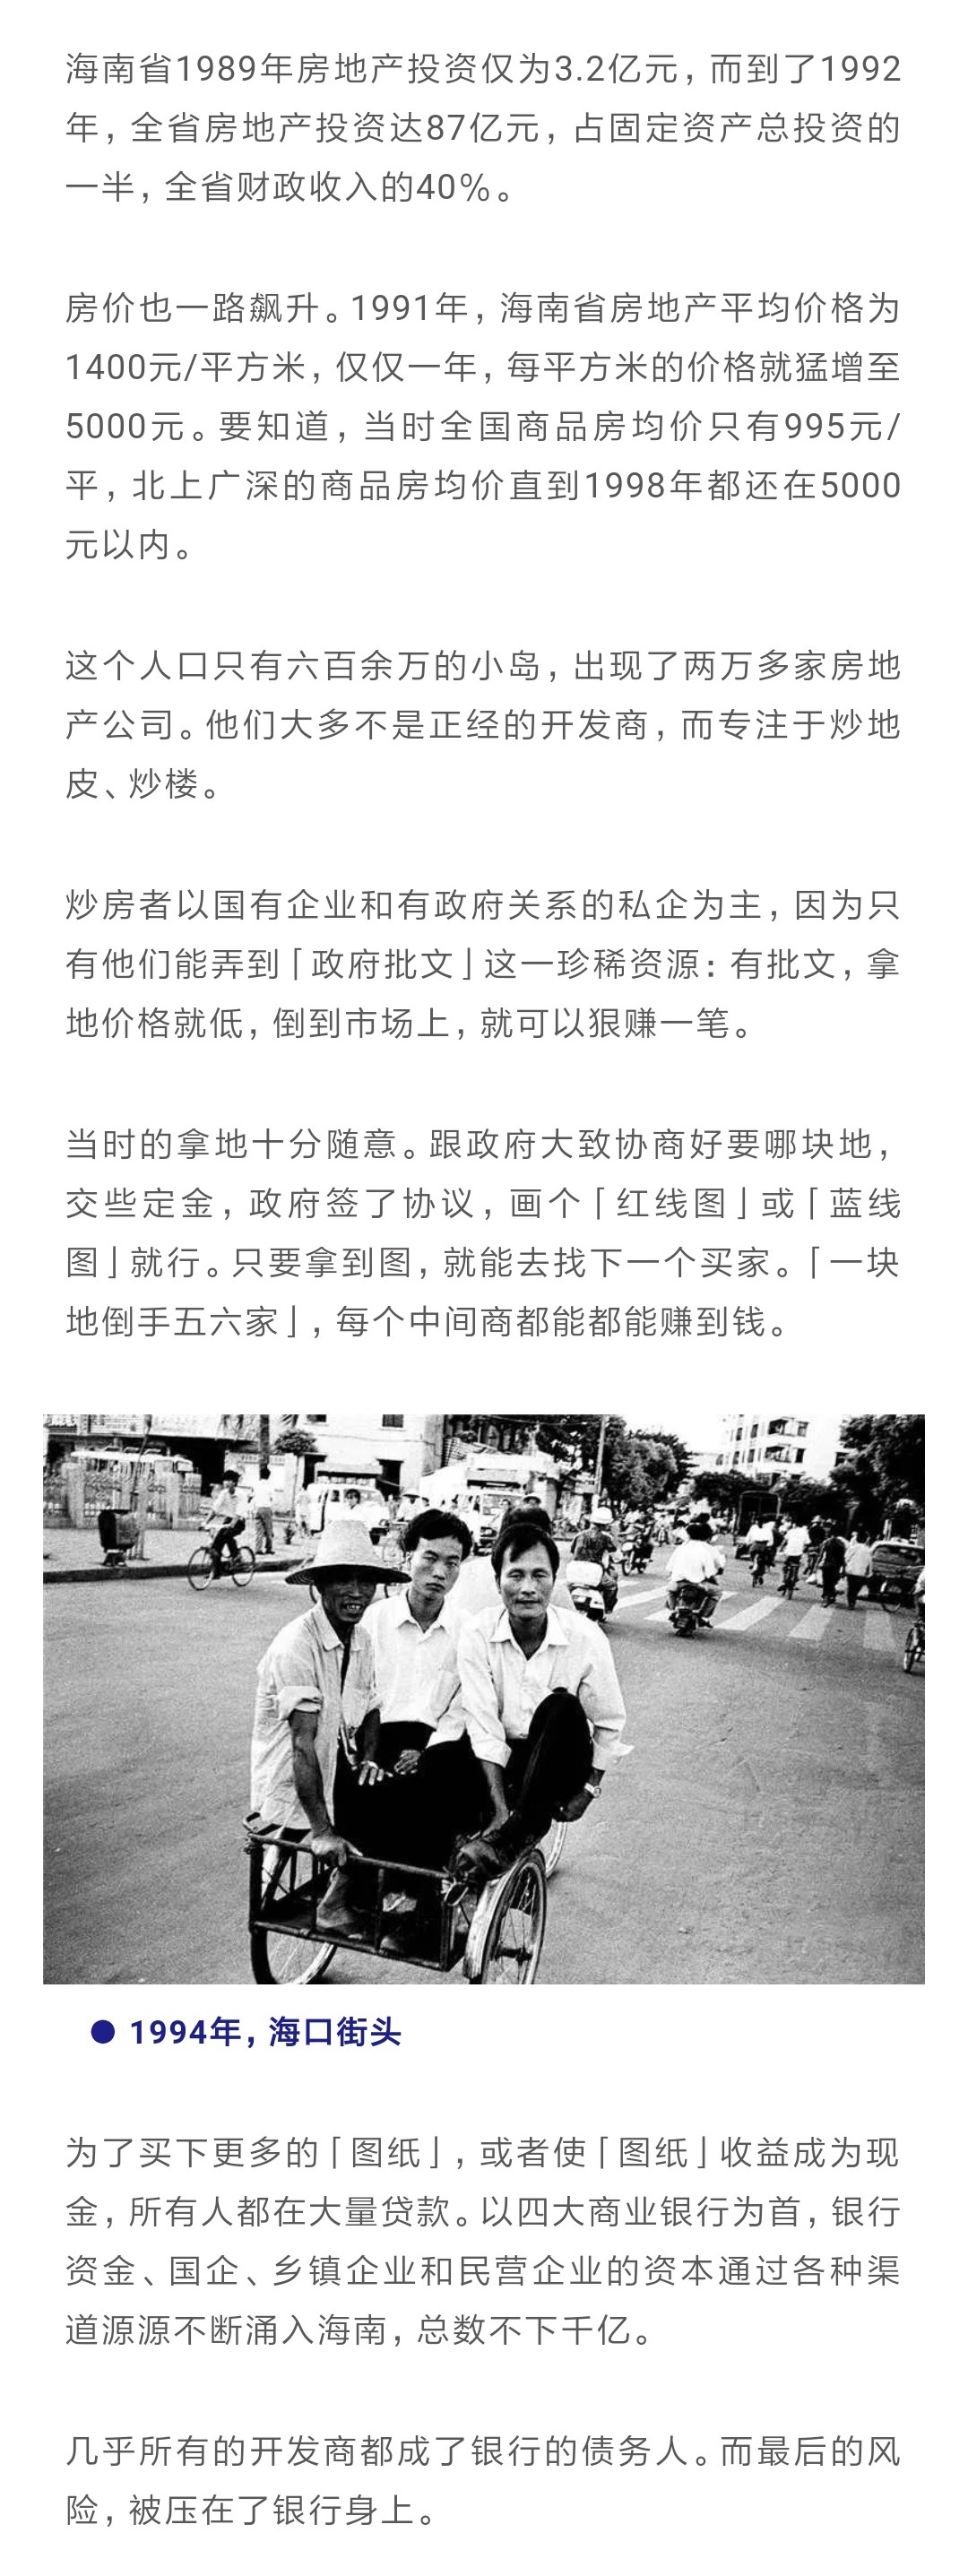 海南省1989年房地产投资仅为3.2亿元，而到了1992
年，全省房地产投资达87亿元，占固定资产总投资的
一半，全省财政收入的40%。
房价也一路飙升。1991年，海南省房地产平均价格为
1400元/平方米，仅仅一年，每平方米的价格就猛增至
5000元。要知道，当时全国商品房均价只有995元/
平，北上广深的商品房均价直到1998年都还在5000
元以内。
这个人口只有六百余万的小岛，出现了两万多家房地
产公司。他们大多不是正经的开发商，而专注于炒地
皮、炒楼。
炒房者以国有企业和有政府关系的私企为主，因为只
有他们能弄到「政府批文」这一珍稀资源：有批文，拿
地价格就低，倒到市场上，就可以狠赚一笔。
当时的拿地十分随意。跟政府大致协商好要哪块地，
交些定金，政府签了协议，画个「红线图」或「蓝线
图」就行。只要拿到图，就能去找下一个买家。「一块
地倒手五六家」，每个中间商都能都能赚到钱。
● 1994年，海口街头
为了买下更多的「图纸」，或者使「图纸」收益成为现
金，所有人都在大量贷款。以四大商业银行为首，银行
资金、国企、乡镇企业和民营企业的资本通过各种渠
道源源不断涌入海南，总数不下千亿。
几乎所有的开发商都成了银行的债务人。而最后的风
险，被压在了银行身上。